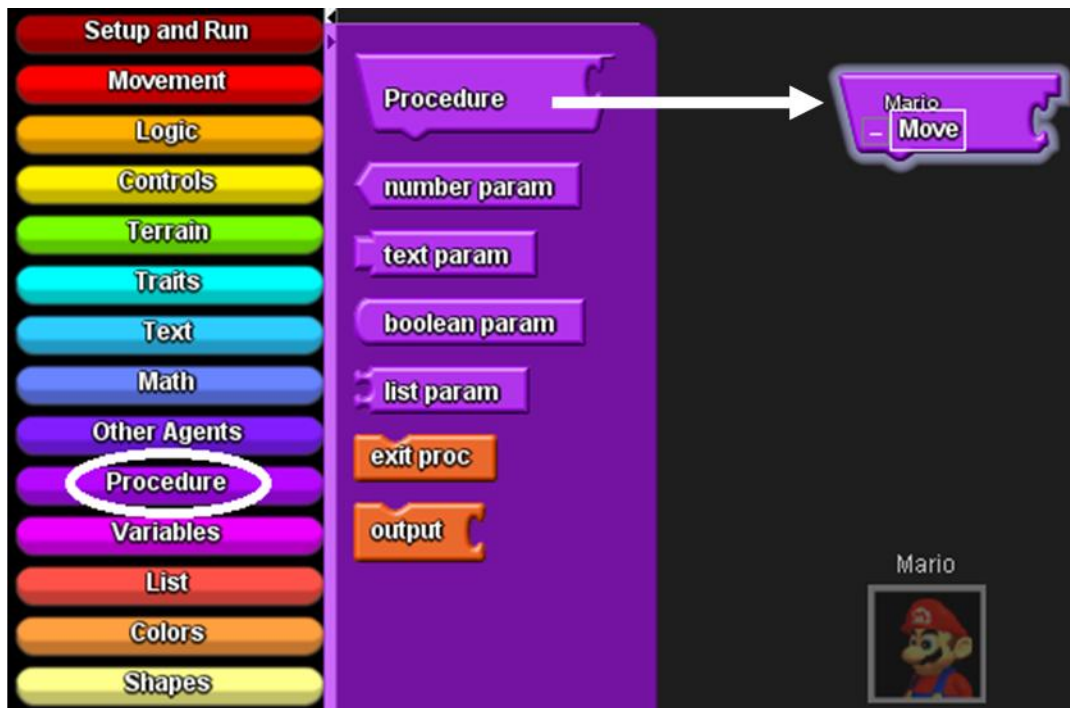 Setup and Run
Movement
Logic
Controls
Terrain
Traits
Text
Math
Other Agents
Procedure
Variables
List
Colors
Shapes
Procedure
number param
text param
boolean param
list param
exit proc
output
Mario
– Move
Mario